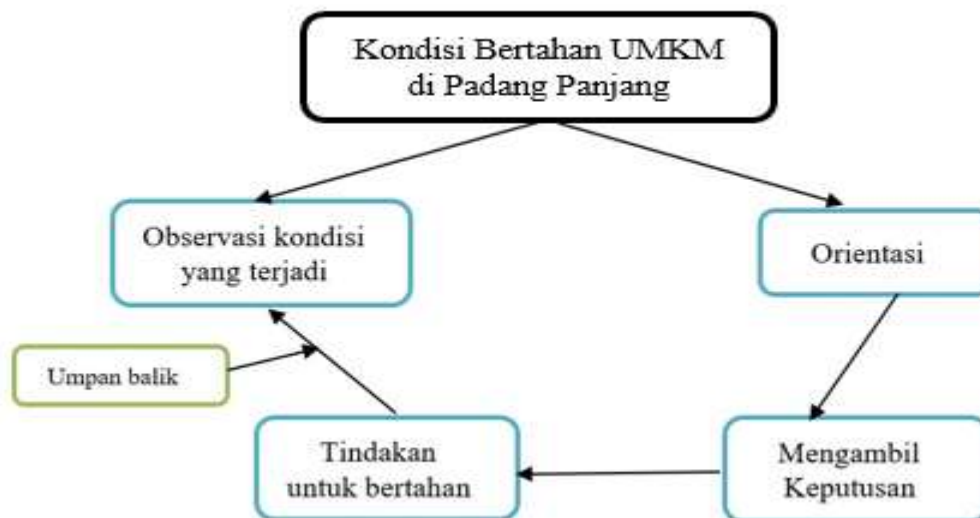 Kondisi Bertahan UMKM
di Padang Panjang
Observasi kondisi
yang terjadi
Orientasi
Umpan balik
Tindakan
untuk bertahan
Mengambil
Keputusan